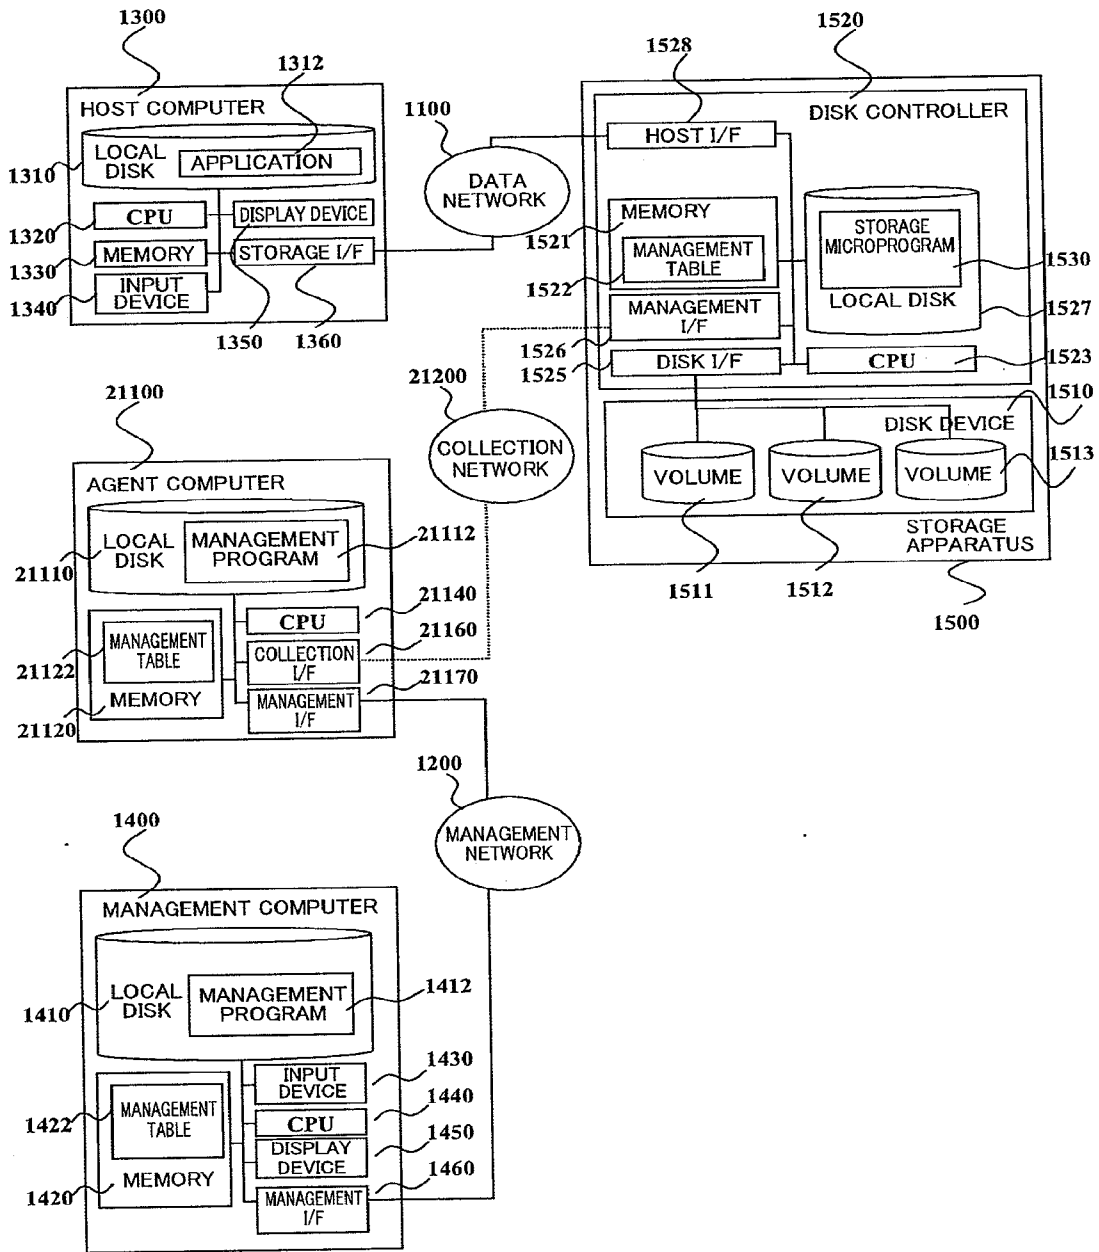 1300
1312
HOST COMPUTER
LOCAL
DISK
APPLICATION
1310
CPU
DISPLAY DEVICE
1320
MEMORY
STORAGE I/F
1330
INPUT
DEVICE
1340
1350
1360
1100
DATA
NETWORK
1520
1528
DISK CONTROLLER
HOST I/F
MEMORY
1521
MANAGEMENT
TABLE
1522
STORAGE
MICROPROGRAM
1530
LOCAL DISK
1527
MANAGEMENT
I/F
1526
DISK I/F
1525
CPU
1523
1510
DISK DEVICE
VOLUME
VOLUME
VOLUME
1513
STORAGE
APPARATUS
1511
1512
1500
21200
COLLECTION
NETWORK
21100
AGENT COMPUTER
LOCAL
DISK
MANAGEMENT
PROGRAM
21112
21110
21140
CPU
21160
MANAGEMENT
TABLE
COLLECTION
I/F
21122
21170
MEMORY
MANAGEMENT
I/F
21120
1200
MANAGEMENT
NETWORK
1400
MANAGEMENT COMPUTER
LOCAL
DISK
MANAGEMENT
PROGRAM
1412
1410
1430
INPUT
DEVICE
1440
CPU
MANAGEMENT
TABLE
1422
1450
DISPLAY
DEVICE
1460
MEMORY
1420
MANAGEMENT
I/F